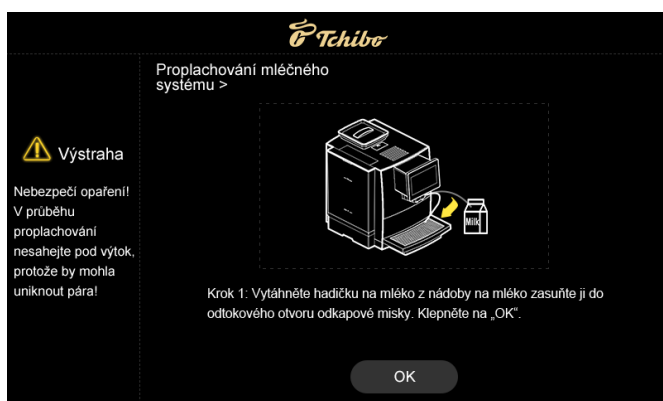 Tchibo
Proplachování mléčného
systému >
Výstraha
Nebezpečí opaření!
V průběhu
proplachování
nesahejte pod výtok,
protože by mohla
uniknout pára!
Milk
Krok 1: Vytáhněte hadičku na mléko z nádoby na mléko zasuňte ji do
odtokového otvoru odkapové misky. Klepněte na „OK“.
OK